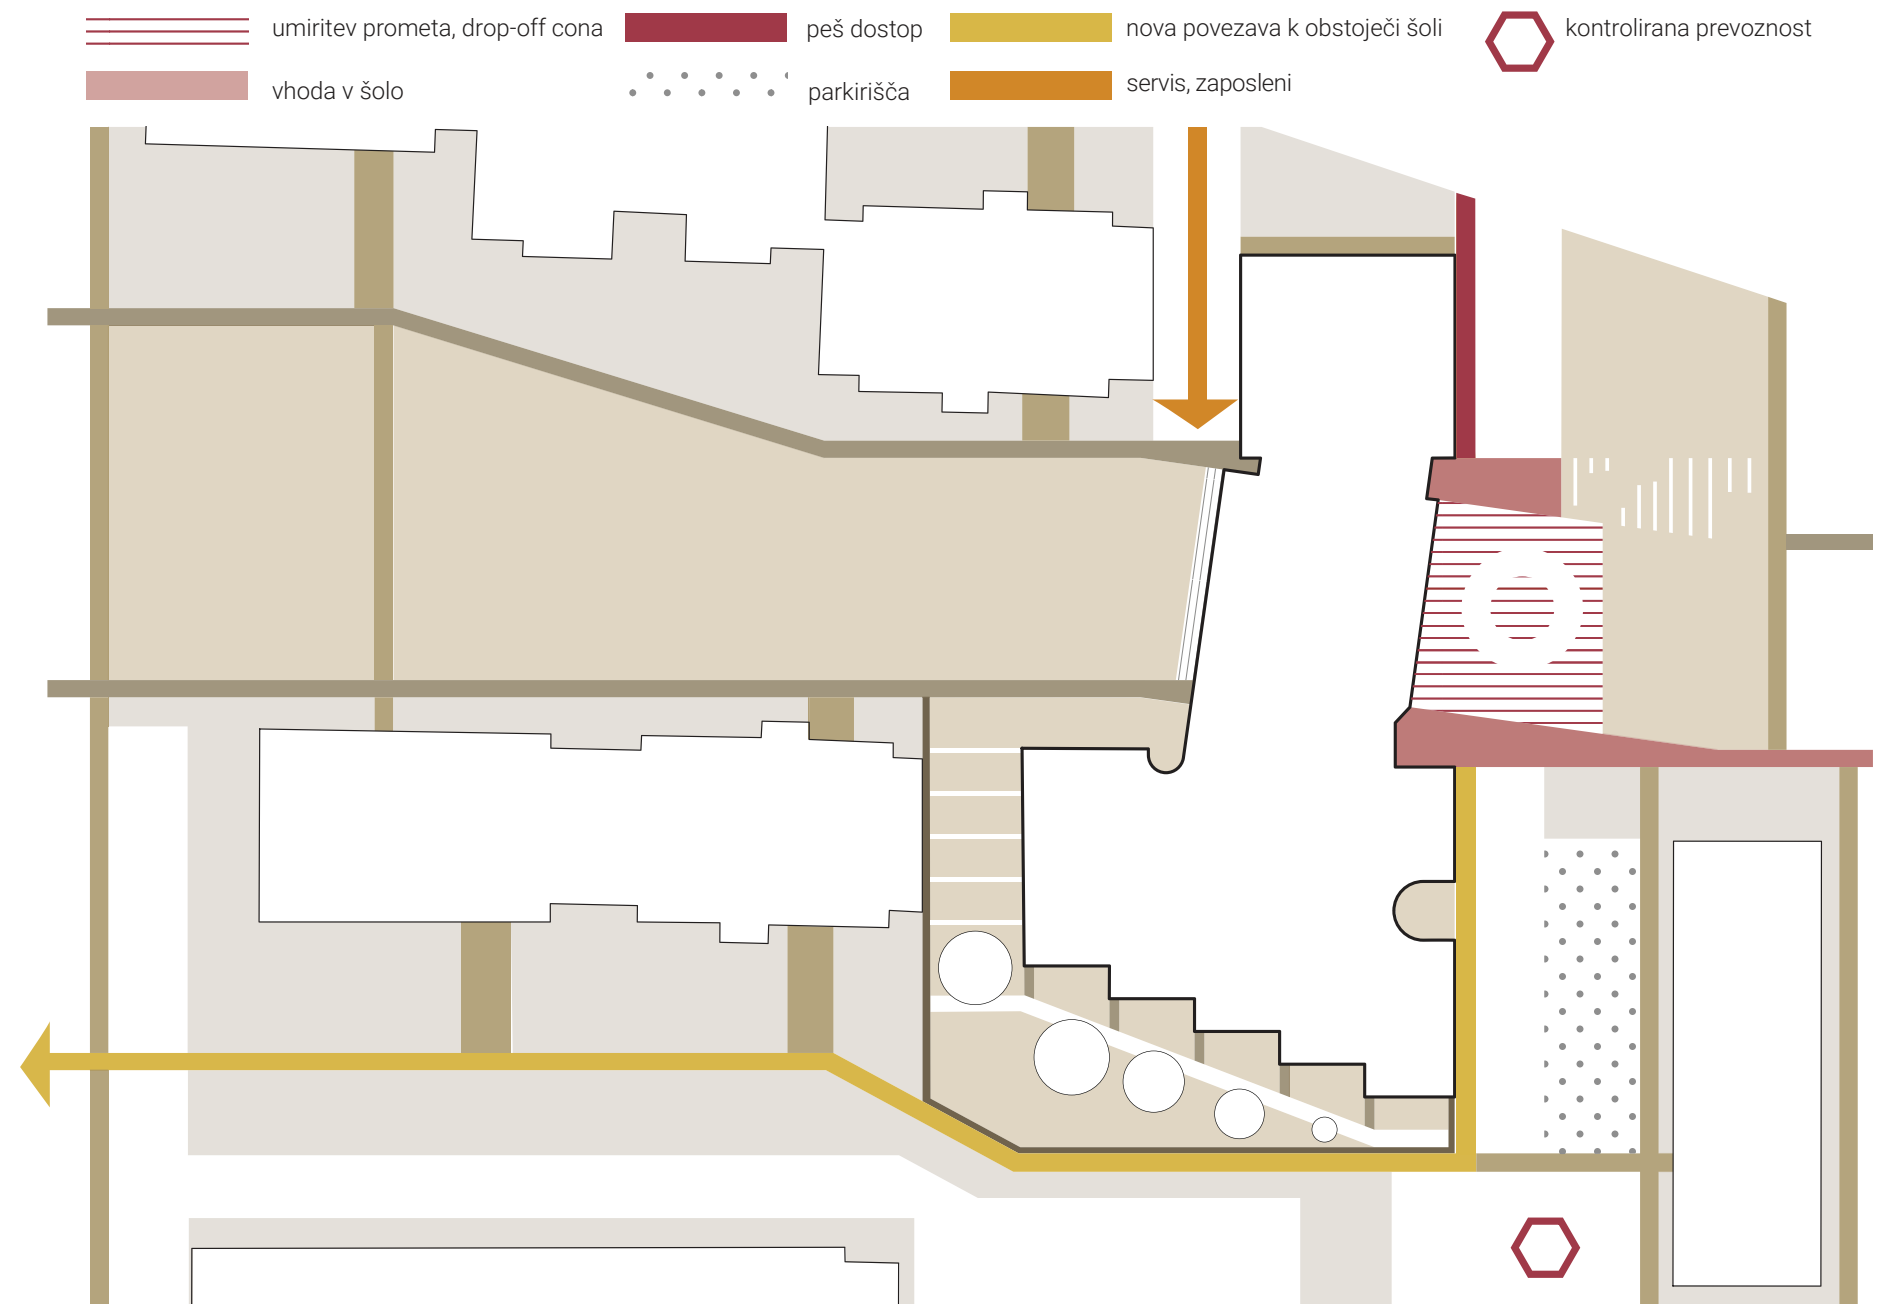 umiritev prometa, drop-off cona
peš dostop
nova povezava k obstoječi šoli
kontrolirana prevoznost
vhoda v šolo
parkirišča
servis, zaposleni